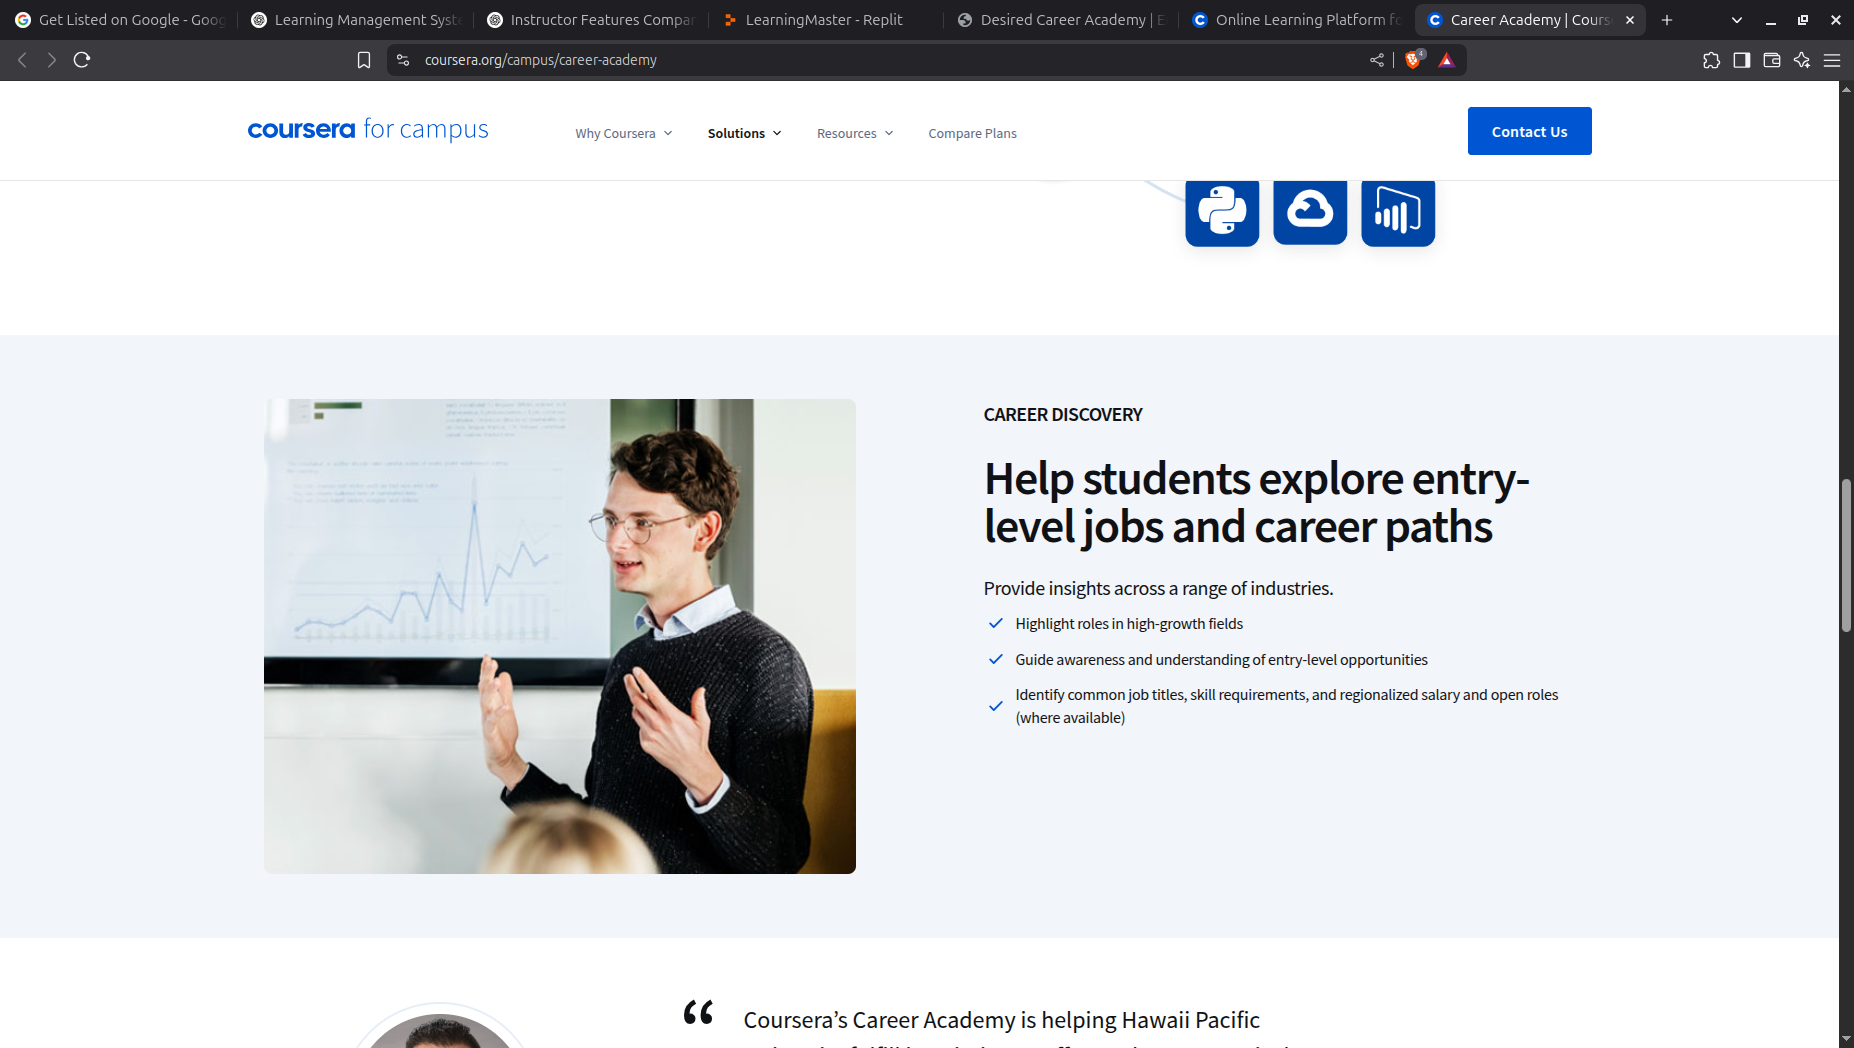 Get Listed on Google - Goog
Learning Management Syste
Instructor Features Compar
LearningMaster - Replit
Desired Career Academy | E
Online Learning Platform fo
Career Academy | Cours
coursera.org/campus/career-academy
4
coursera for campus
Why Coursera
Solutions
Resources
Compare Plans
Contact Us
CAREER DISCOVERY
Help students explore entry-
level jobs and career paths
Provide insights across a range of industries.
Highlight roles in high-growth fields
Guide awareness and understanding of entry-level opportunities
Identify common job titles, skill requirements, and regionalized salary and open roles
(where available)
“ Coursera’s Career Academy is helping Hawaii Pacific